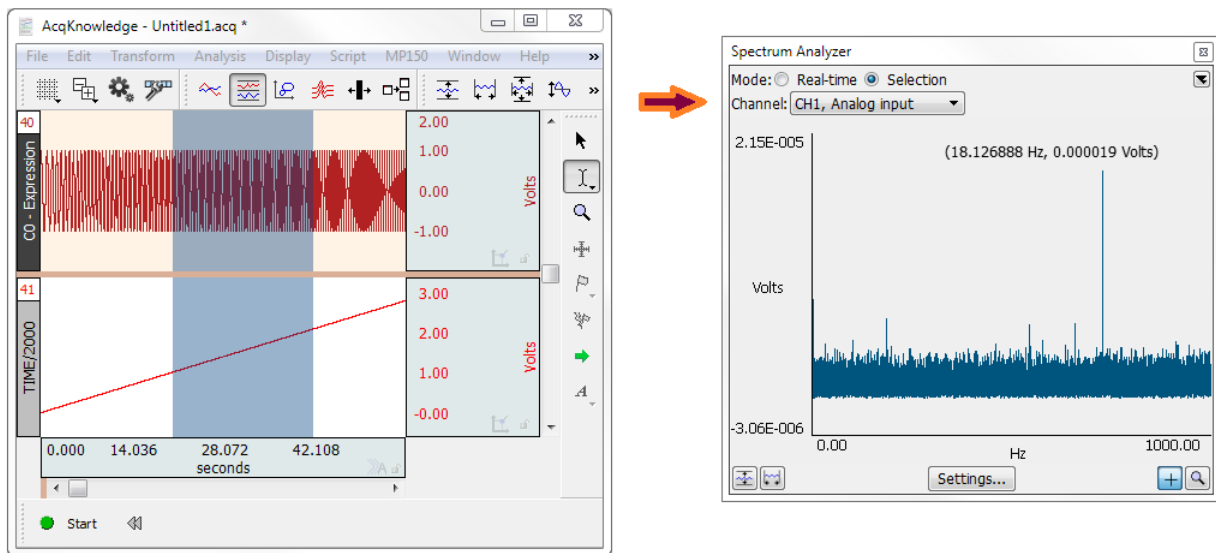 AcqKnowledge - Untitled1.acq *
File Edit Transform Analysis Display Script MP150 Window Help »
»
40
C0 - Expression
2.00
1.00
0.00
-1.00
Volts
41
TIME/2000
3.00
2.00
1.00
-0.00
Volts
0.000 14.036 28.072 42.108
seconds
A
Start
Spectrum Analyzer
Mode: Real-time Selection
Channel: CH1, Analog input
2.15E-005
(18.126888 Hz, 0.000019 Volts)
Volts
-3.06E-006
0.00 1000.00
Hz
Settings...